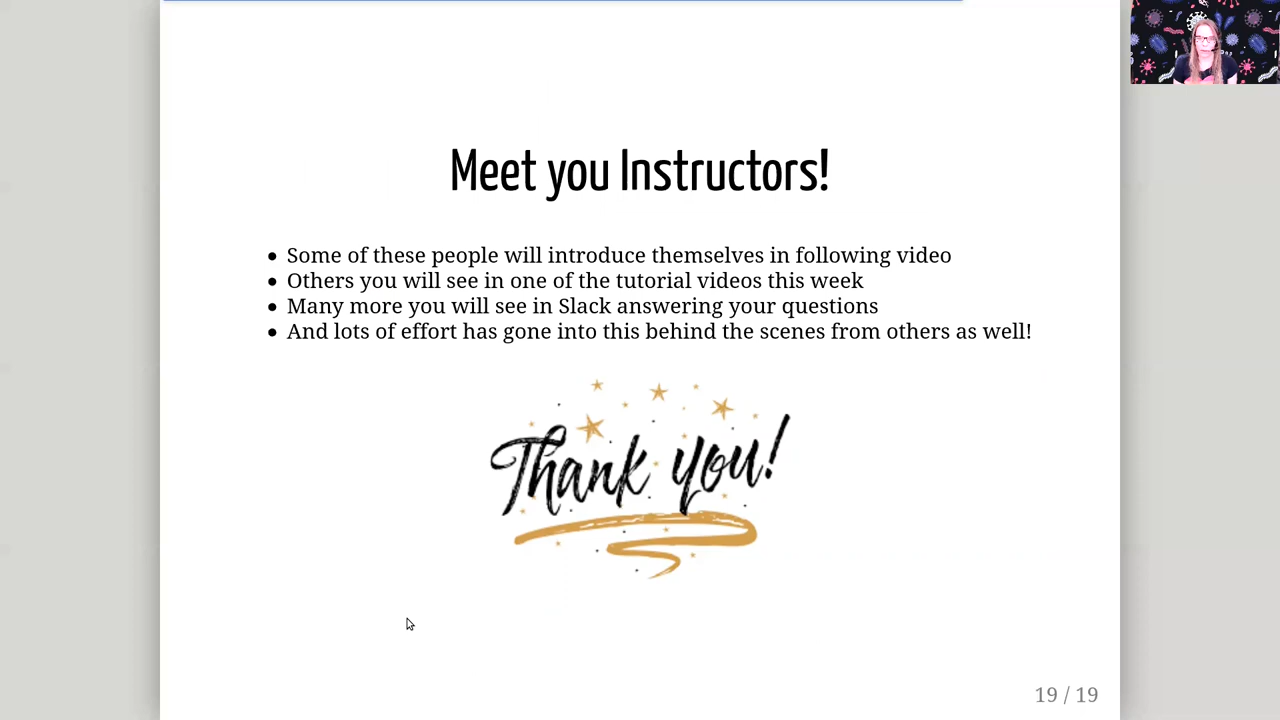 Meet you Instructors!
Some of these people will introduce themselves in following video
Others you will see in one of the tutorial videos this week
Many more you will see in Slack answering your questions
And lots of effort has gone into this behind the scenes from others as well!
Thank you!
19 / 19